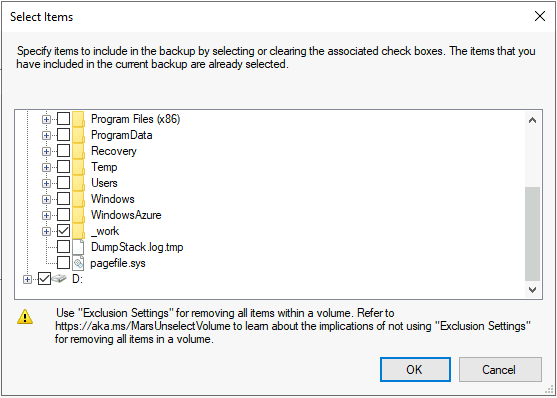 Select Items
Specify items to include in the backup by selecting or clearing the associated check boxes. The items that you
have included in the current backup are already selected.
Program Files (x86)
ProgramData
Recovery
Temp
Users
Windows
WindowsAzure
_work
DumpStack.log.tmp
pagefile.sys
D:
Use "Exclusion Settings" for removing all items within a volume. Refer to
https://aka.ms/MarsUnselectVolume to learn about the implications of not using "Exclusion Settings"
for removing all items in a volume.
OK
Cancel